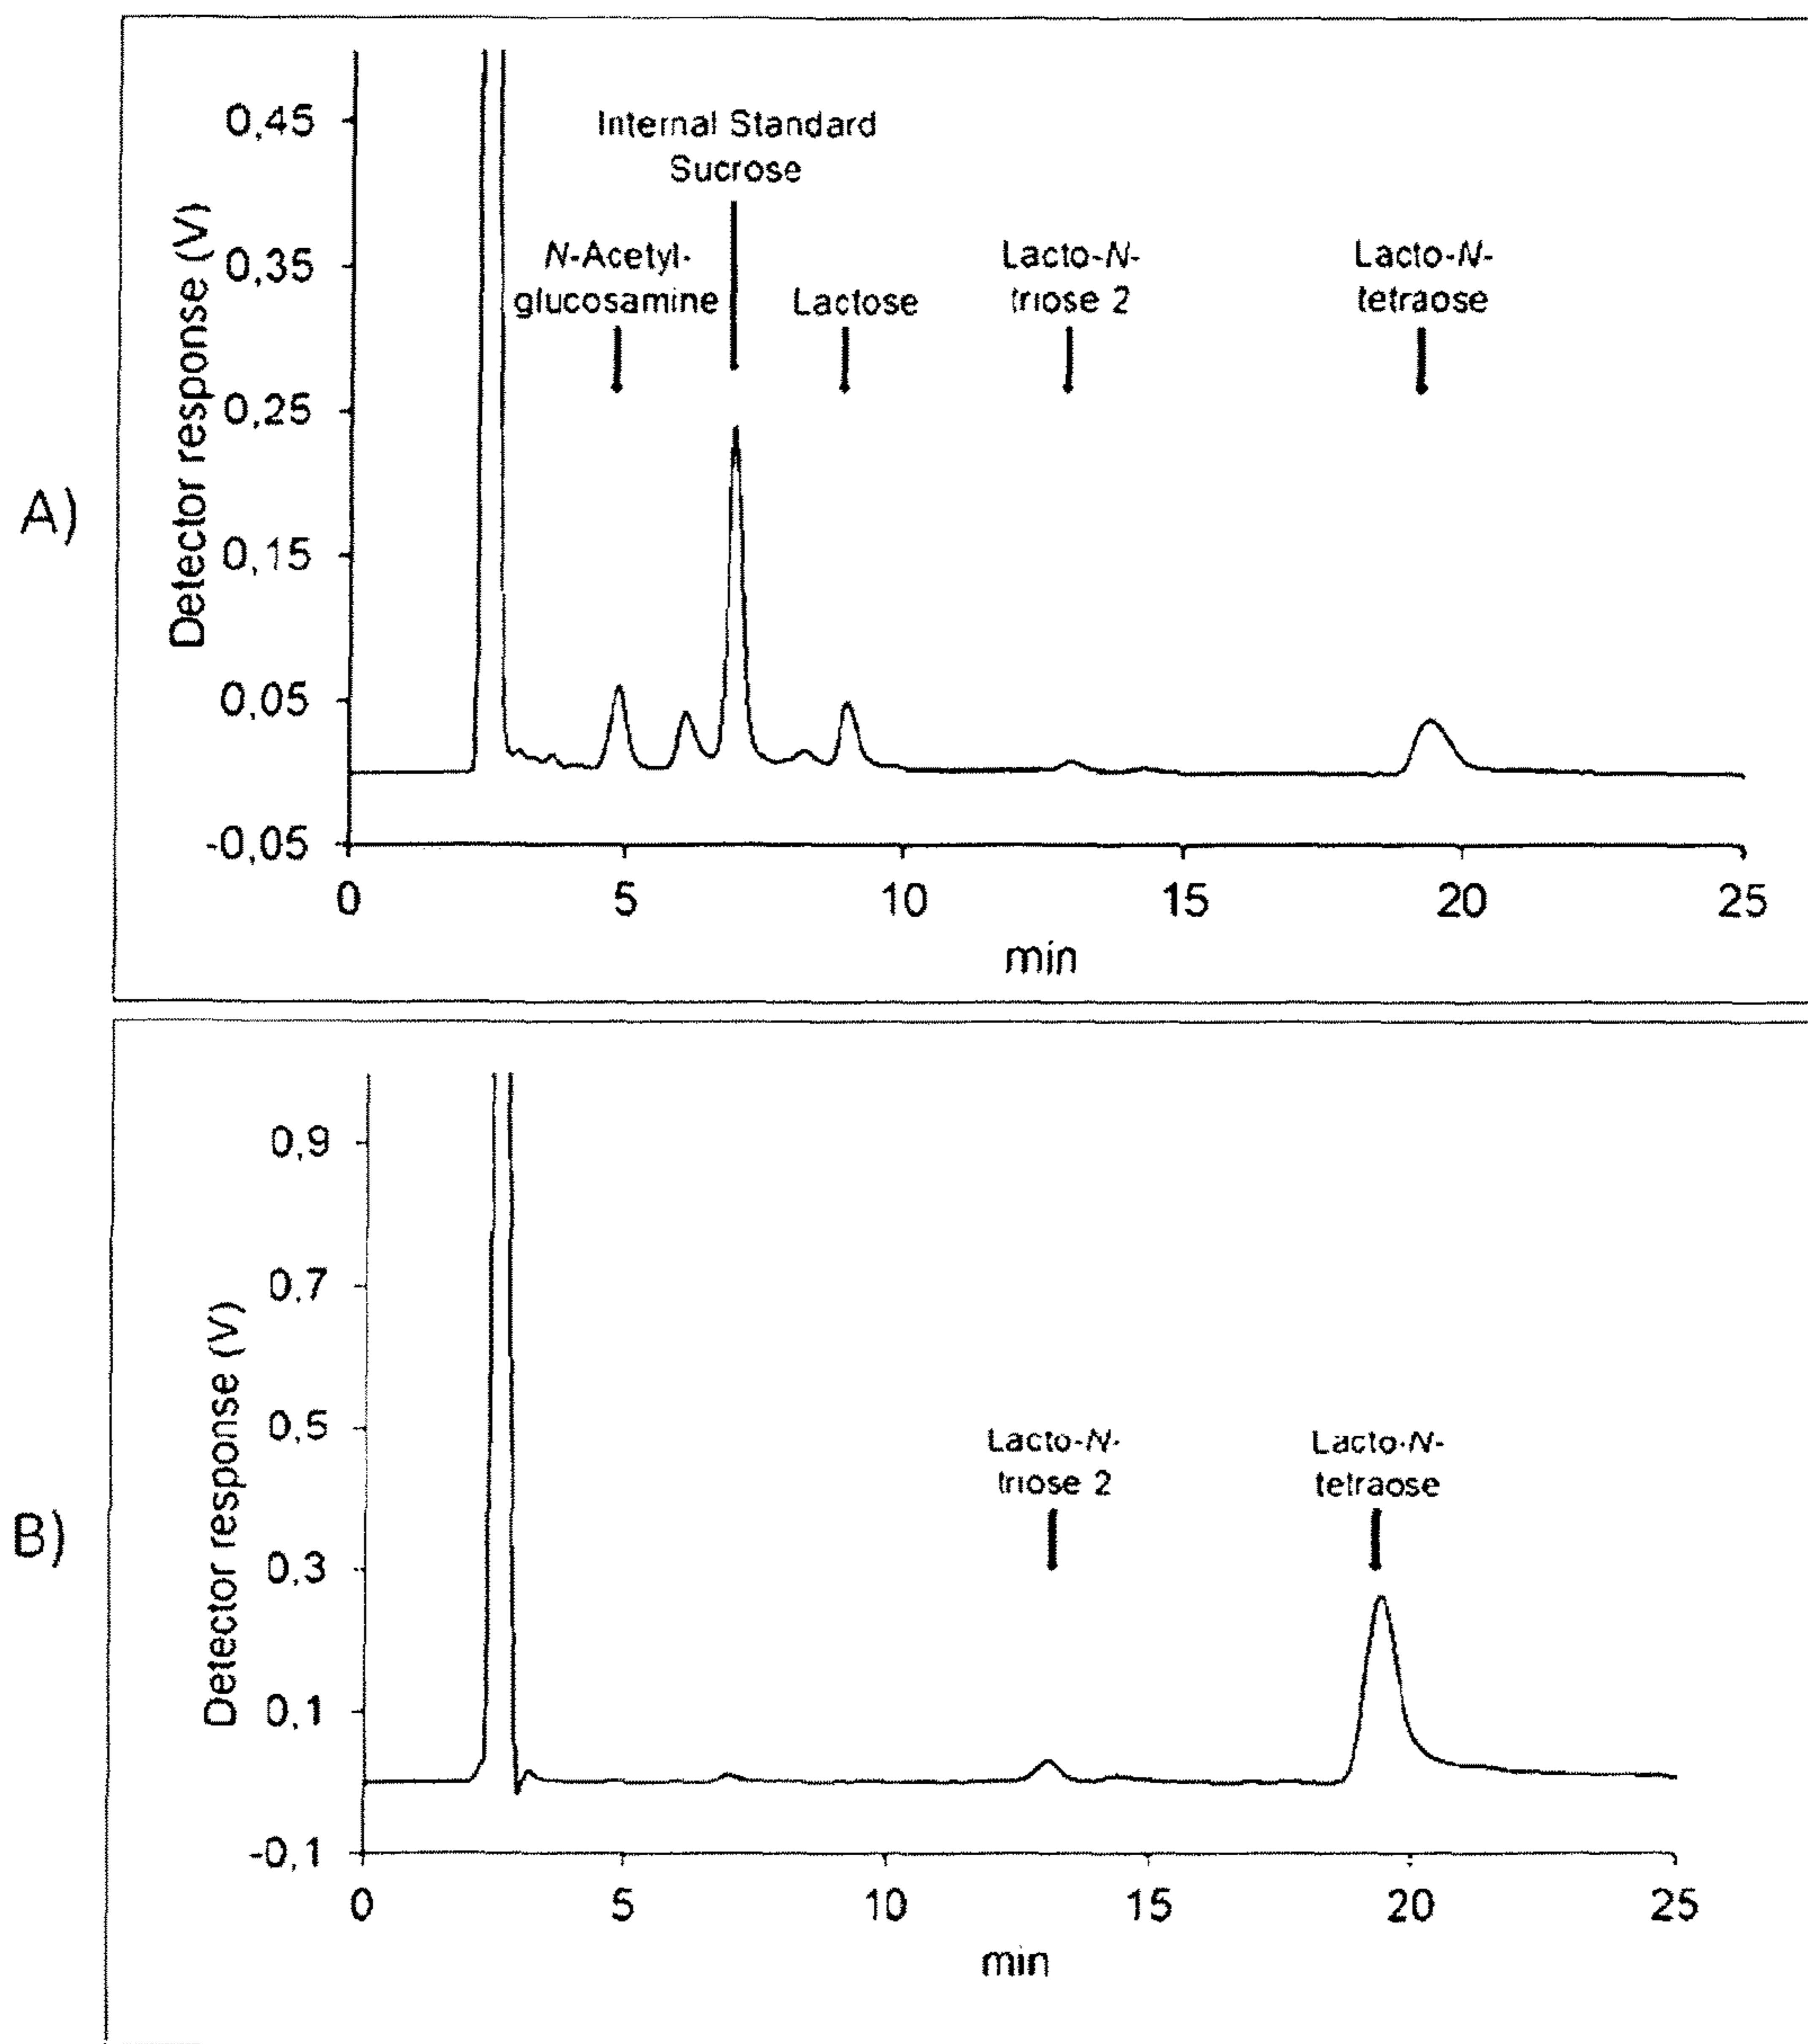 A)
Detector response (V)
0,45
0,35
0,25
0,15
0,05
-0,05
Internal Standard
Sucrose
N-Acetyl-
glucosamine
Lactose
Lacto-N-
triose 2
Lacto-N-
tetraose
0 5 10 15 20 25
min
B)
Detector response (V)
0,9
0,7
0,5
0,3
0,1
-0,1
Lacto-N-
triose 2
Lacto-N-
tetraose
0 5 10 15 20 25
min